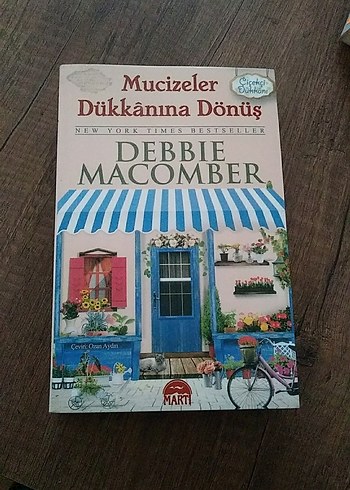 Mucizeler
Dükkânına Dönüş
Çiçekçi
Dükkânı
NEW YORK TIMES BESTSELLER
DEBBIE
MACOMBER
Çeviri: Ozan Aydın
MARTI